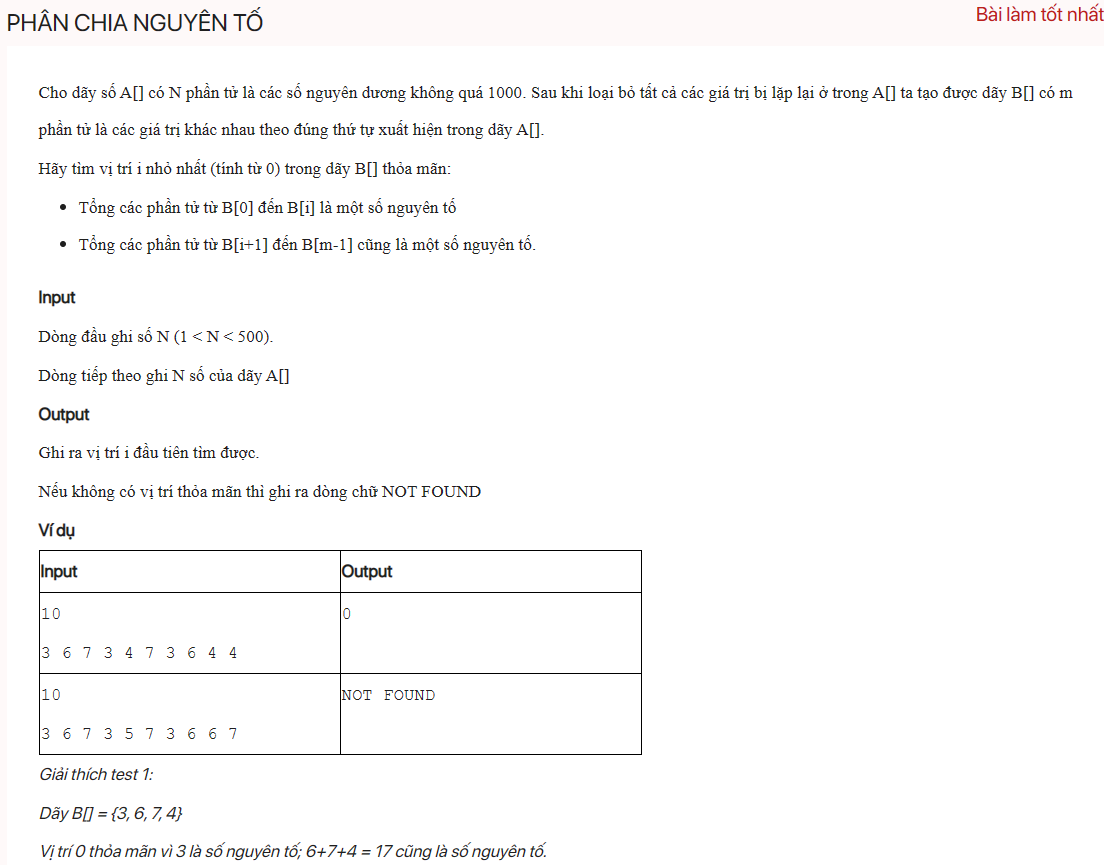 PHÂN CHIA NGUYÊN TỐ
Bài làm tốt nhất
Cho dãy số A[] có N phần tử là các số nguyên dương không quá 1000. Sau khi loại bỏ tất cả các giá trị bị lặp lại ở trong A[] ta tạo được dãy B[] có m
phần tử là các giá trị khác nhau theo đúng thứ tự xuất hiện trong dãy A[].
Hãy tìm vị trí i nhỏ nhất (tính từ 0) trong dãy B[] thỏa mãn:
• Tổng các phần tử từ B[0] đến B[i] là một số nguyên tố
• Tổng các phần tử từ B[i+1] đến B[m-1] cũng là một số nguyên tố.
Input
Dòng đầu ghi số N (1 < N < 500).
Dòng tiếp theo ghi N số của dãy A[]
Output
Ghi ra vị trí i đầu tiên tìm được.
Nếu không có vị trí thỏa mãn thì ghi ra dòng chữ NOT FOUND
Ví dụ
Input Output
10 0
3 6 7 3 4 7 3 6 4 4
10 NOT FOUND
3 6 7 3 5 7 3 6 6 7
Giải thích test 1:
Dãy B[] = {3, 6, 7, 4}
Vị trí 0 thỏa mãn vì 3 là số nguyên tố; 6+7+4 = 17 cũng là số nguyên tố.